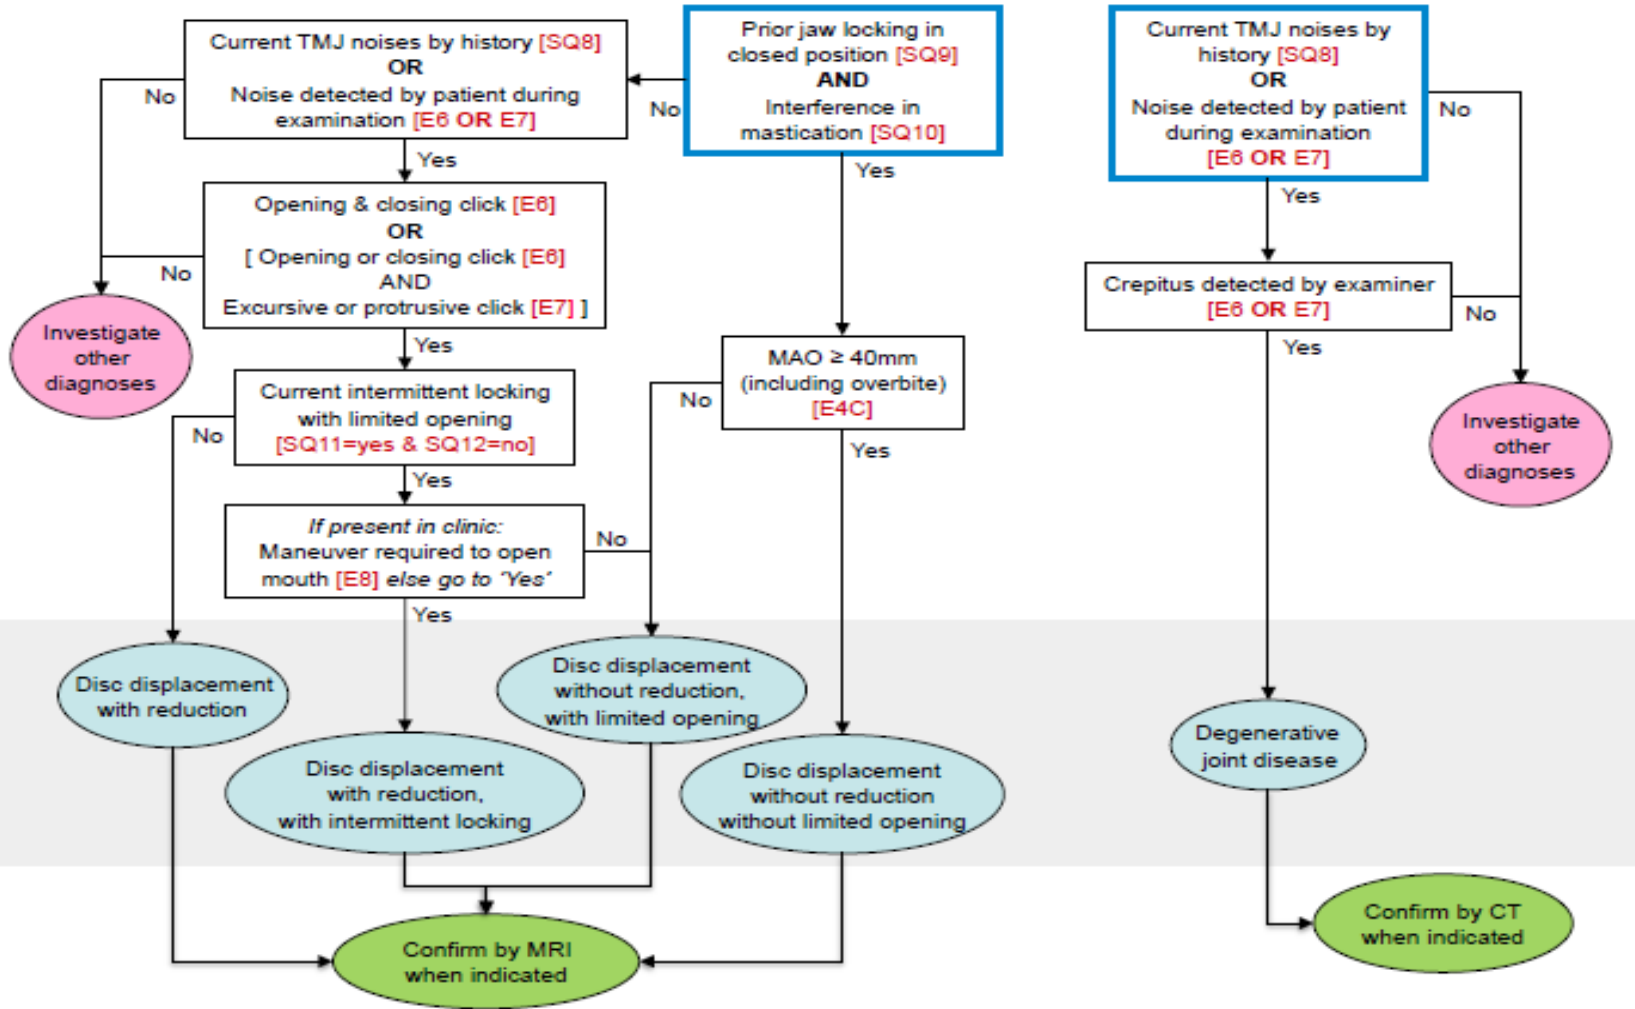 Current TMJ noises by history [SQ8]
OR
Noise detected by patient during
examination [E6 OR E7]
No
Yes
Opening & closing click [E6]
OR
[ Opening or closing click [E6]
AND
Excursive or protrusive click [E7] ]
No
Yes
Investigate
other
diagnoses
Current intermittent locking
with limited opening
[SQ11=yes & SQ12=no]
No
Yes
If present in clinic:
Maneuver required to open
mouth [E8] else go to ‘Yes’
No
Yes
Prior jaw locking in
closed position [SQ9]
AND
Interference in
mastication [SQ10]
No
Yes
MAO ≥ 40mm
(including overbite)
[E4C]
No
Yes
Disc displacement
with reduction
Disc displacement
with reduction,
with intermittent locking
Disc displacement
without reduction,
with limited opening
Disc displacement
without reduction
without limited opening
Confirm by MRI
when indicated
Current TMJ noises by
history [SQ8]
OR
Noise detected by patient
during examination
[E6 OR E7]
No
Yes
Crepitus detected by examiner
[E6 OR E7]
No
Yes
Investigate
other
diagnoses
Degenerative
joint disease
Confirm by CT
when indicated